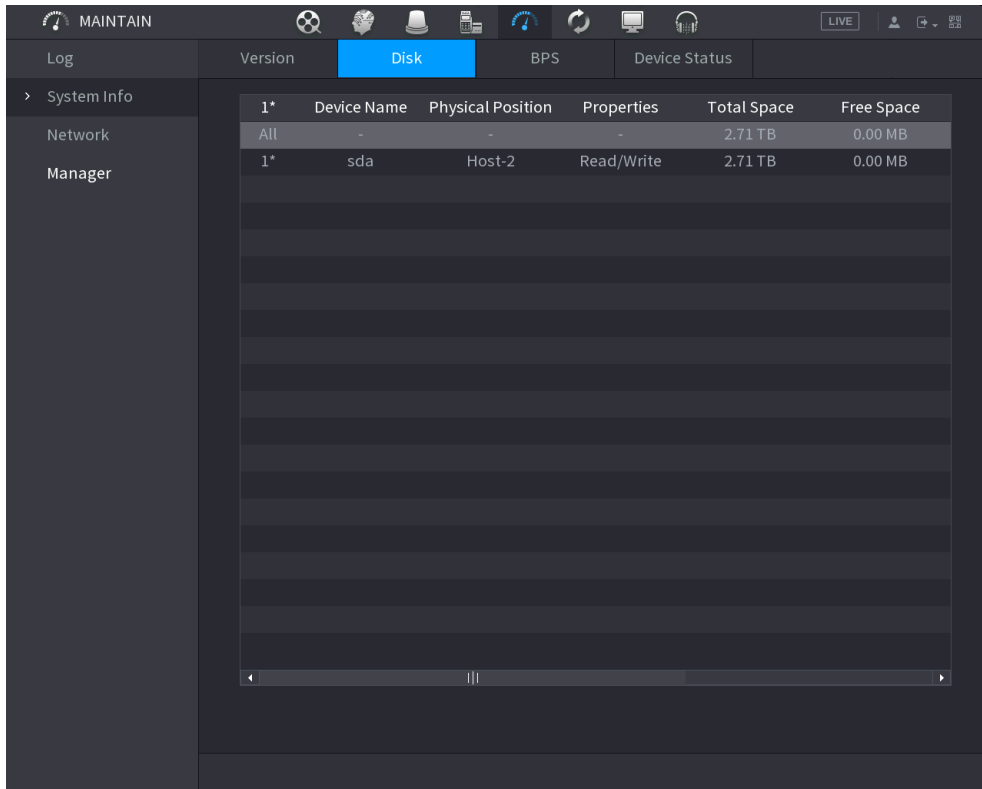 MAINTAIN LIVE
Log Version Disk BPS Device Status
> System Info
1* Device Name Physical Position Properties Total Space Free Space
Network All - - - 2.71 TB 0.00 MB
1* sda Host-2 Read/Write 2.71 TB 0.00 MB
Manager